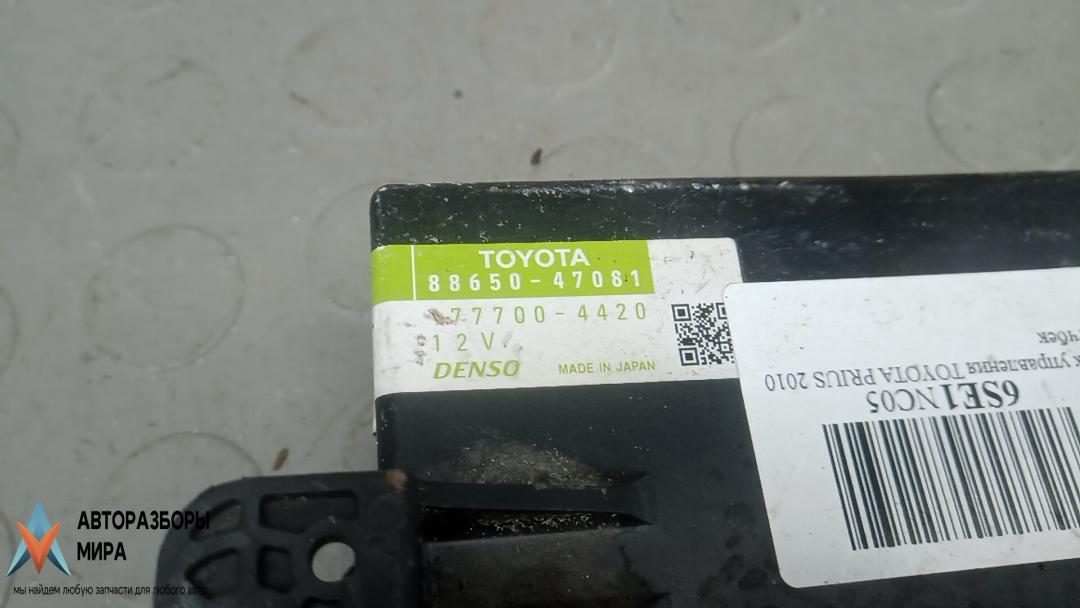 TOYOTA
88650-47081
177700-4420
12V
DENSO
MADE IN JAPAN
управления TOYOTA PRIUS 2010
6SE1NC05
АВТОРАЗБОРЫ
МИРА
мы найдем любую запчасти для любого авто